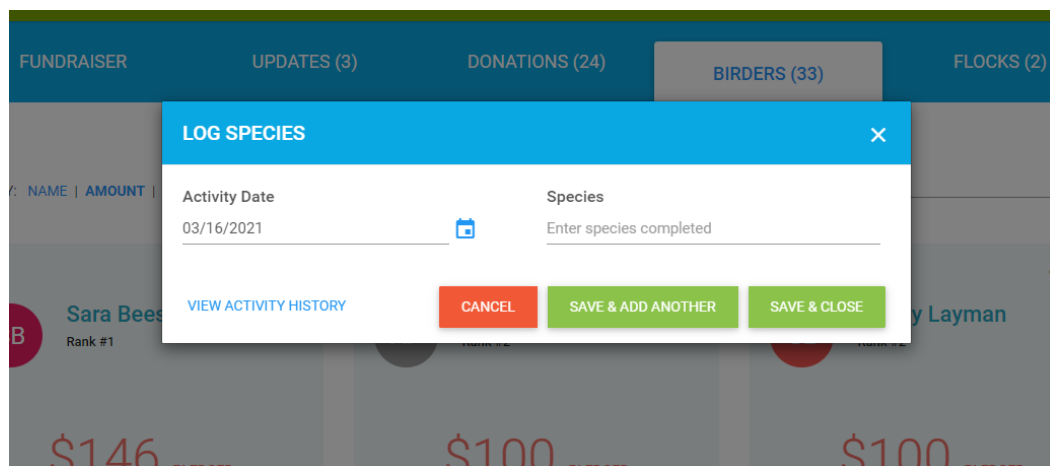 FUNDRAISER UPDATES (3) DONATIONS (24) BIRDERS (33) FLOCKS (2)
LOG SPECIES
NAME | AMOUNT |
Activity Date Species
03/16/2021 Enter species completed
VIEW ACTIVITY HISTORY CANCEL SAVE & ADD ANOTHER SAVE & CLOSE
B Sara Bees y Layman
Rank #1
$146 $100 $100